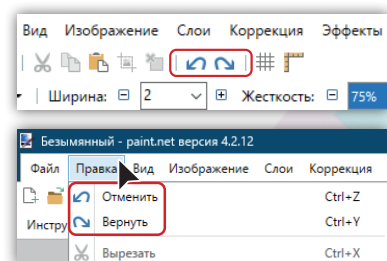 Вид Изображение Слои Коррекция Эффекты
Ширина: 2 Жесткость: 75%
Безымянный - paint.net версия 4.2.12
Файл Правка Вид Изображение Слои Коррекция
Отменить Ctrl+Z
Инстру Вернуть Ctrl+Y
Вырезать Ctrl+X